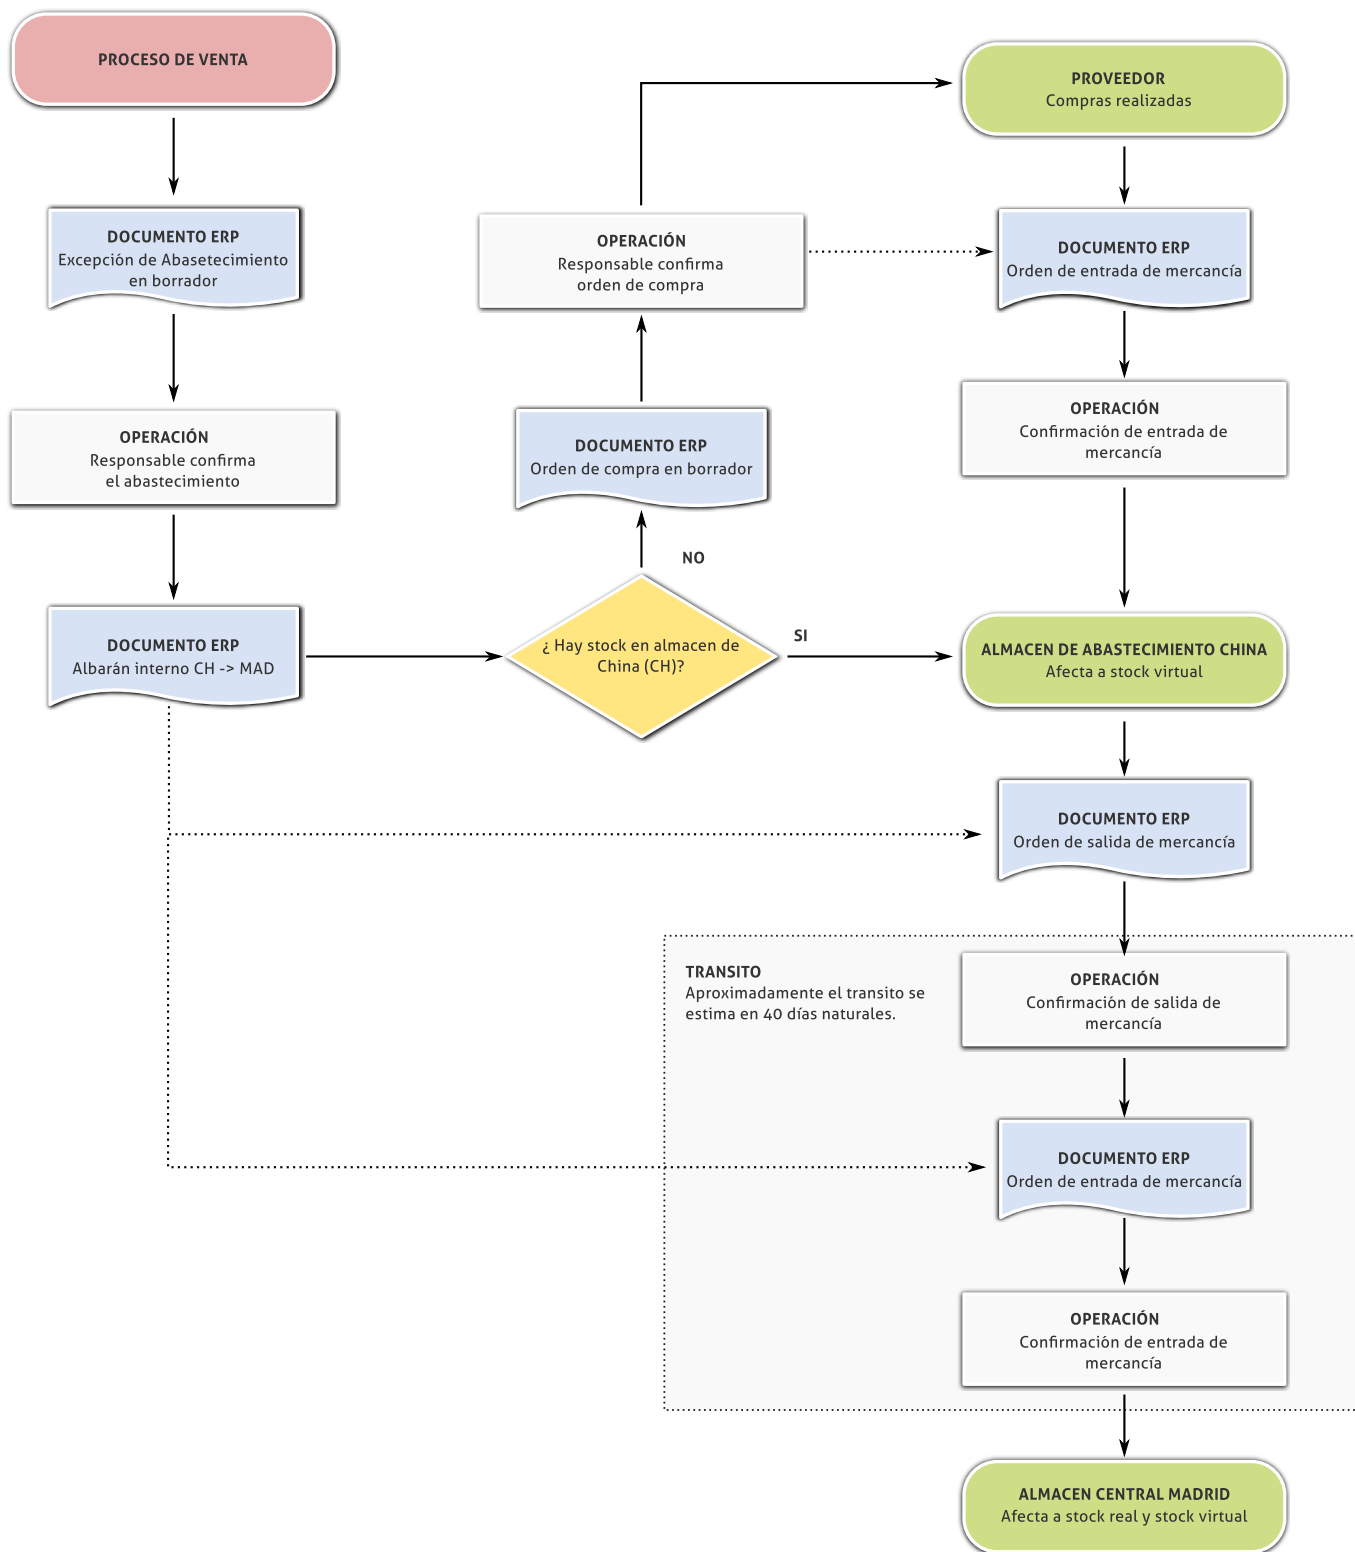 PROCESO DE VENTA
DOCUMENTO ERP
Excepción de Abasetecimiento
en borrador
OPERACIÓN
Responsable confirma
el abastecimiento
DOCUMENTO ERP
Albarán interno CH -> MAD
OPERACIÓN
Responsable confirma
orden de compra
DOCUMENTO ERP
Orden de compra en borrador
NO
¿ Hay stock en almacen de
China (CH)?
SI
PROVEEDOR
Compras realizadas
DOCUMENTO ERP
Orden de entrada de mercancía
OPERACIÓN
Confirmación de entrada de
mercancía
ALMACEN DE ABASTECIMIENTO CHINA
Afecta a stock virtual
DOCUMENTO ERP
Orden de salida de mercancía
TRANSITO
Aproximadamente el transito se
estima en 40 días naturales.
OPERACIÓN
Confirmación de salida de
mercancía
DOCUMENTO ERP
Orden de entrada de mercancía
OPERACIÓN
Confirmación de entrada de
mercancía
ALMACEN CENTRAL MADRID
Afecta a stock real y stock virtual